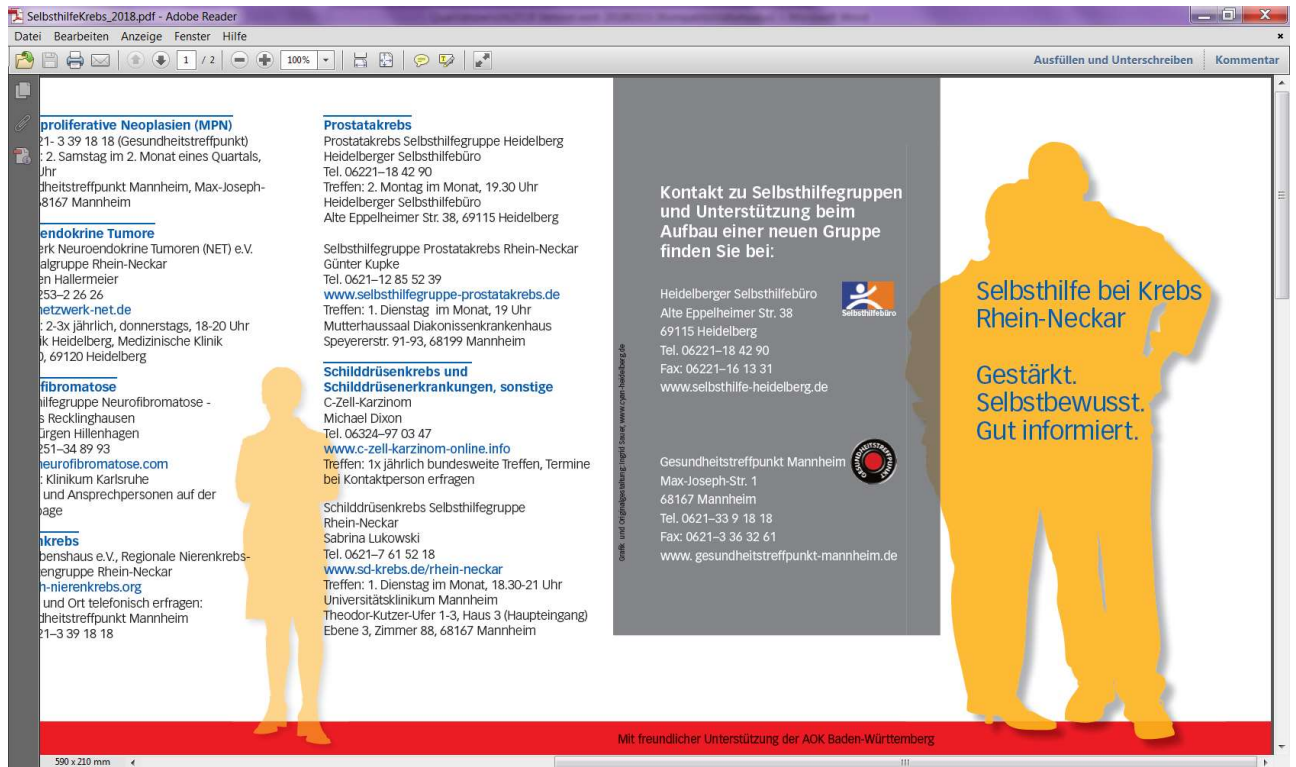 SelbsthilfeKrebs_2018.pdf - Adobe Reader
Datei Bearbeiten Anzeige Fenster Hilfe
1 / 2
100%
Ausfüllen und Unterschreiben
Kommentar
proliferative Neoplasien (MPN)
21- 3 39 18 18 (Gesundheitstreffpunkt)
: 2. Samstag im 2. Monat eines Quartals,
Uhr
dheitstreffpunkt Mannheim, Max-Joseph-
68167 Mannheim
endokrine Tumore
erk Neuroendokrine Tumoren (NET) e.V.
algruppe Rhein-Neckar
en Hallermeier
253–2 26 26
netzwerk-net.de
: 2-3x jährlich, donnerstags, 18-20 Uhr
ik Heidelberg, Medizinische Klinik
0, 69120 Heidelberg
fibromatose
ilfegruppe Neurofibromatose -
s Recklinghausen
ürgen Hillenhagen
251–34 89 93
neurofibromatose.com
: Klinikum Karlsruhe
und Ansprechpersonen auf der
page
nkrebs
benshaus e.V., Regionale Nierenkrebs-
engruppe Rhein-Neckar
h-nierenkrebs.org
und Ort telefonisch erfragen:
dheitstreffpunkt Mannheim
21–3 39 18 18
Prostatakrebs
Prostatakrebs Selbsthilfegruppe Heidelberg
Heidelberger Selbsthilfebüro
Tel. 06221–18 42 90
Treffen: 2. Montag im Monat, 19.30 Uhr
Heidelberger Selbsthilfebüro
Alte Eppelheimer Str. 38, 69115 Heidelberg
Selbsthilfegruppe Prostatakrebs Rhein-Neckar
Günter Kupke
Tel. 0621–12 85 52 39
www.selbsthilfegruppe-prostatakrebs.de
Treffen: 1. Dienstag im Monat, 19 Uhr
Mutterhaussaal Diakonissenkrankenhaus
Speyererstr. 91-93, 68199 Mannheim
Schilddrüsenkrebs und
Schilddrüsenerkrankungen, sonstige
C-Zell-Karzinom
Michael Dixon
Tel. 06324–97 03 47
www.c-zell-karzinom-online.info
Treffen: 1x jährlich bundesweite Treffen, Termine
bei Kontaktperson erfragen
Schilddrüsenkrebs Selbsthilfegruppe
Rhein-Neckar
Sabrina Lukowski
Tel. 0621–7 61 52 18
www.sd-krebs.de/rhein-neckar
Treffen: 1. Dienstag im Monat, 18.30-21 Uhr
Universitätsklinikum Mannheim
Theodor-Kutzer-Ufer 1-3, Haus 3 (Haupteingang)
Ebene 3, Zimmer 88, 68167 Mannheim
Grafik und Originalgestaltung: Ingrid Sauer, www.cyan-heidelberg.de
Kontakt zu Selbsthilfegruppen
und Unterstützung beim
Aufbau einer neuen Gruppe
finden Sie bei:
Heidelberger Selbsthilfebüro
Alte Eppelheimer Str. 38
69115 Heidelberg
Tel. 06221–18 42 90
Fax: 06221–16 13 31
www.selbsthilfe-heidelberg.de
Selbsthilfebüro
Gesundheitstreffpunkt Mannheim
Max-Joseph-Str. 1
68167 Mannheim
Tel. 0621–33 9 18 18
Fax: 0621–3 36 32 61
www. gesundheitstreffpunkt-mannheim.de
GESUNDHEITSTREFFPUNKT
Selbsthilfe bei Krebs
Rhein-Neckar
Gestärkt.
Selbstbewusst.
Gut informiert.
Mit freundlicher Unterstützung der AOK Baden-Württemberg
590 x 210 mm